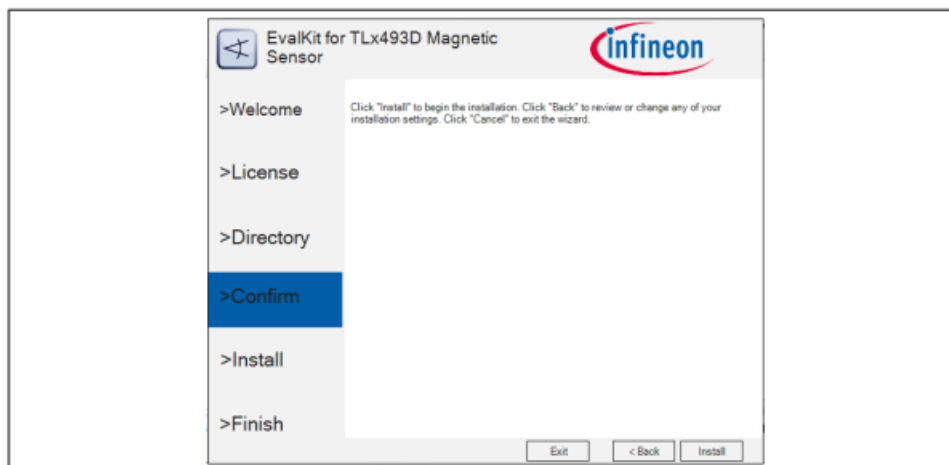 EvalKit for TLx493D Magnetic
Sensor
infineon
>Welcome
Click "Install" to begin the installation. Click "Back" to review or change any of your
installation settings. Click "Cancel" to exit the wizard.
>License
>Directory
>Confirm
>Install
>Finish
Exit
< Back
Install